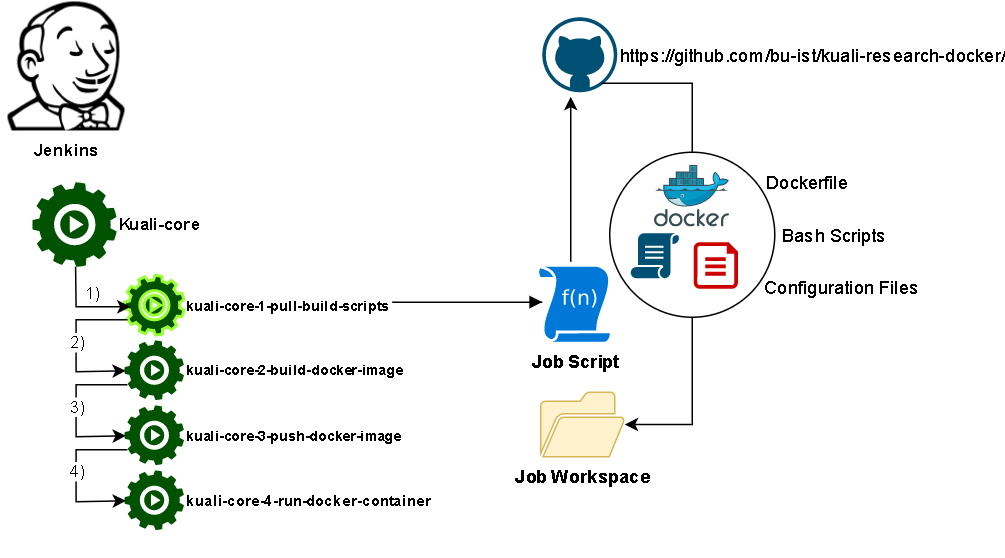 https://github.com/bu-ist/kuali-research-docker/
Jenkins
docker
Dockerfile
Kuali-core
Bash Scripts
Configuration Files
1)
kuali-core-1-pull-build-scripts
f(n)
Job Script
2)
kuali-core-2-build-docker-image
3)
kuali-core-3-push-docker-image
4)
kuali-core-4-run-docker-container
Job Workspace